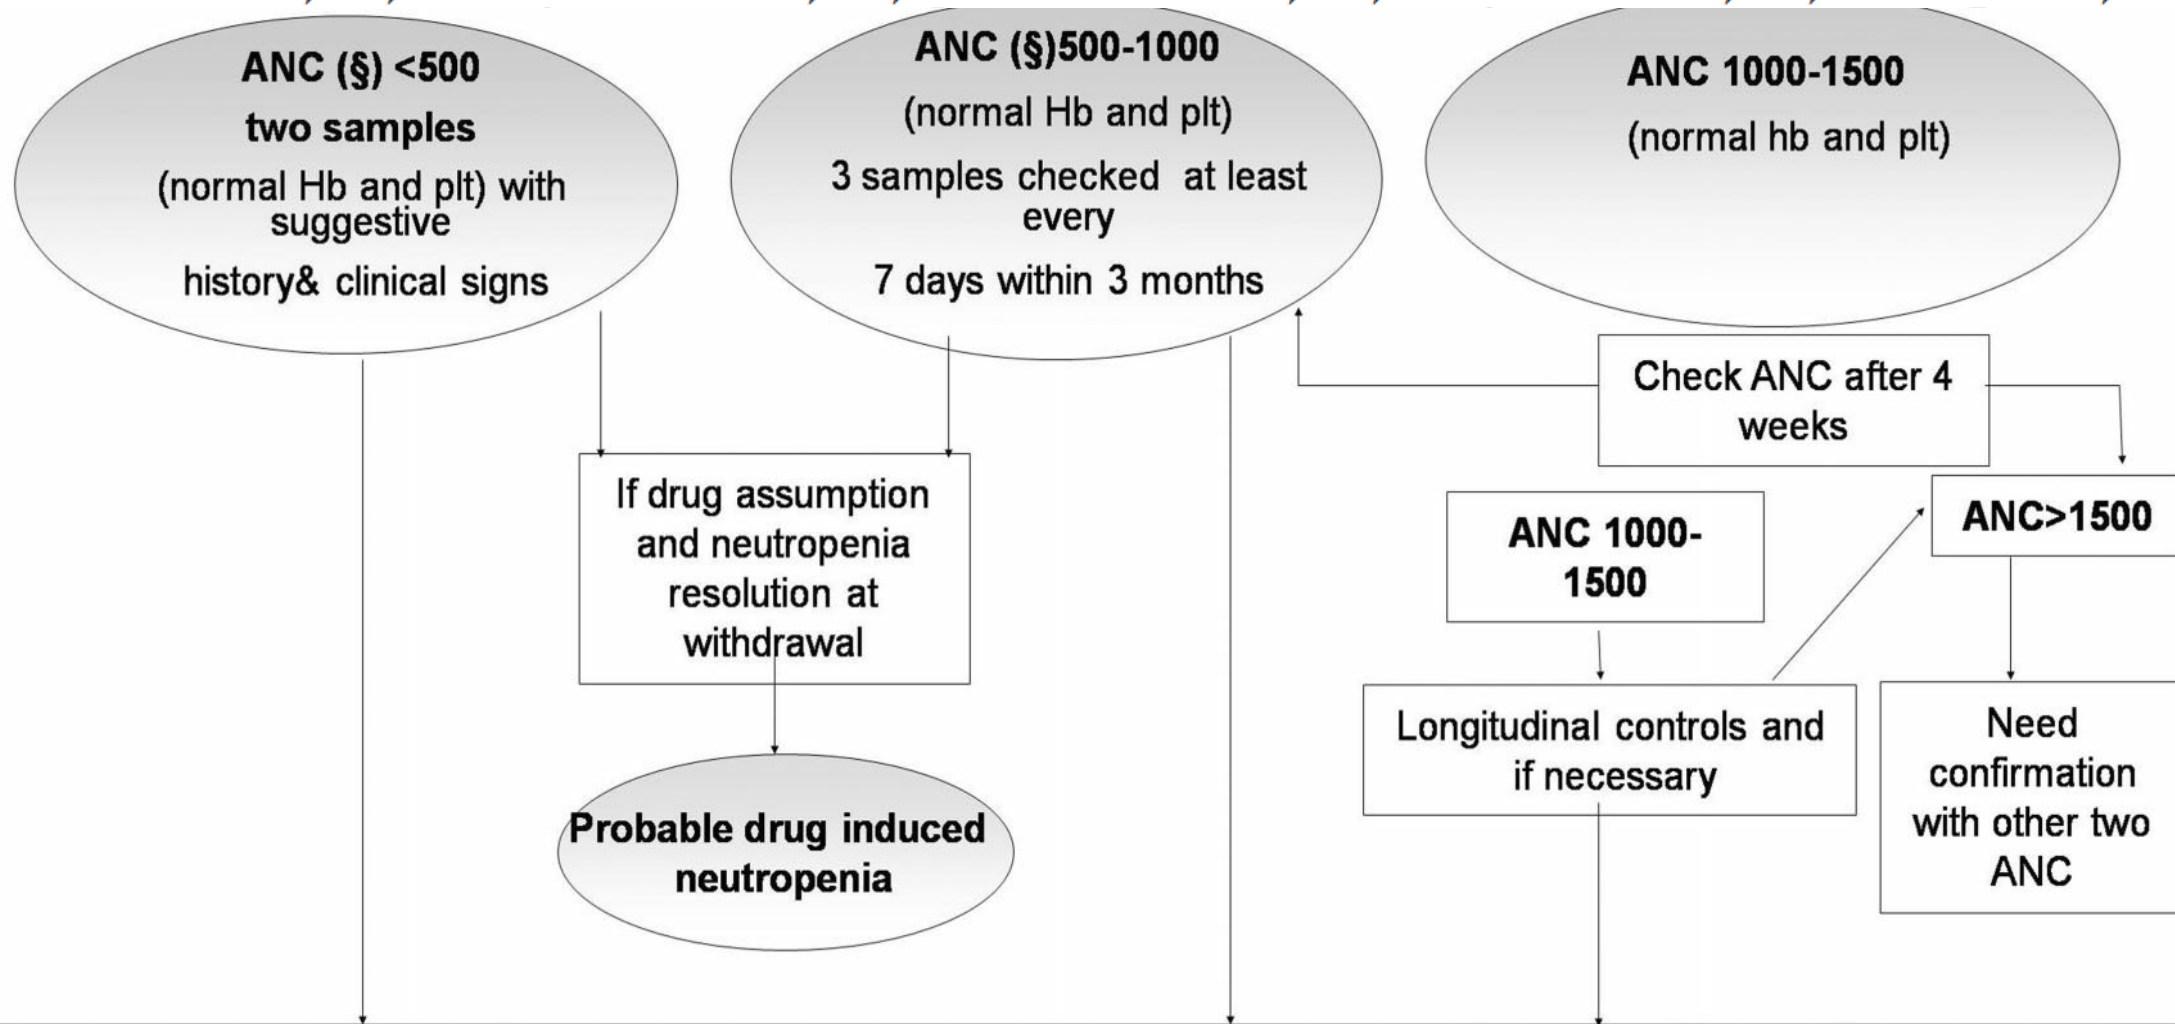 ANC (§) <500
two samples
(normal Hb and plt) with
suggestive
history& clinical signs
ANC (§)500-1000
(normal Hb and plt)
3 samples checked at least
every
7 days within 3 months
ANC 1000-1500
(normal hb and plt)
Check ANC after 4
weeks
If drug assumption
and neutropenia
resolution at
withdrawal
ANC 1000-
1500
ANC>1500
Longitudinal controls and
if necessary
Need
confirmation
with other two
ANC
Probable drug induced
neutropenia